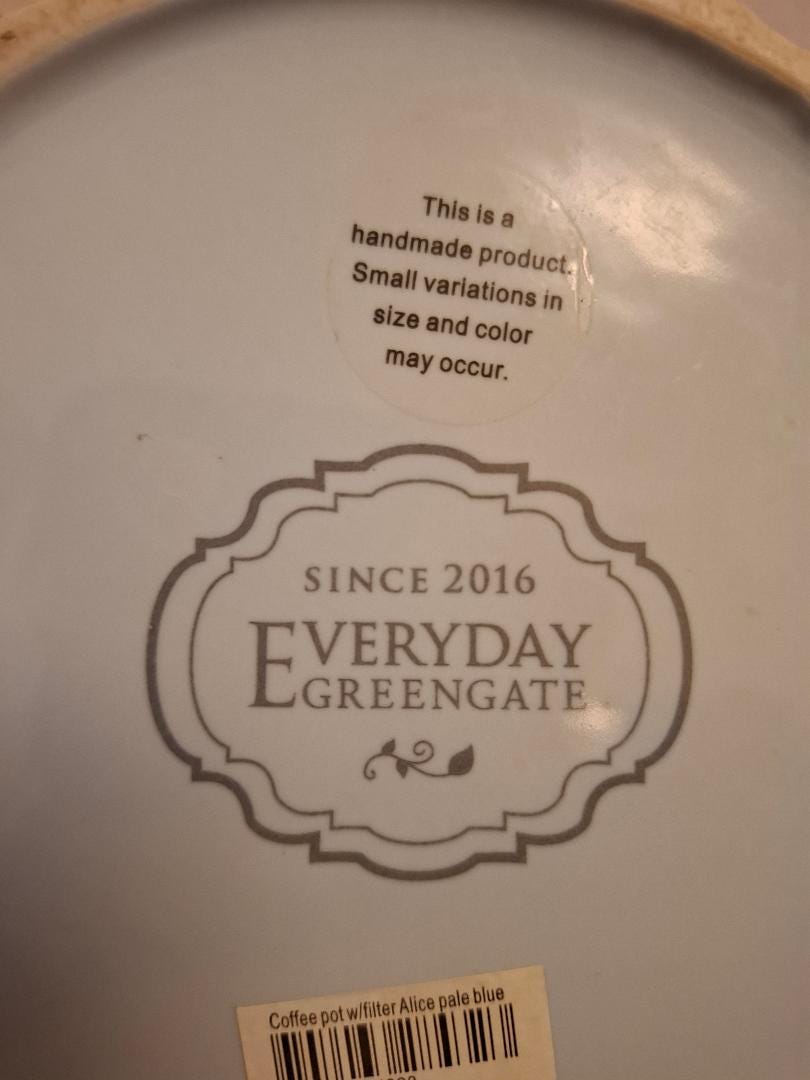 This is a
handmade product.
Small variations in
size and color
may occur.
SINCE 2016
EVERYDAY
GREENGATE
Coffee pot w/filter Alice pale blue